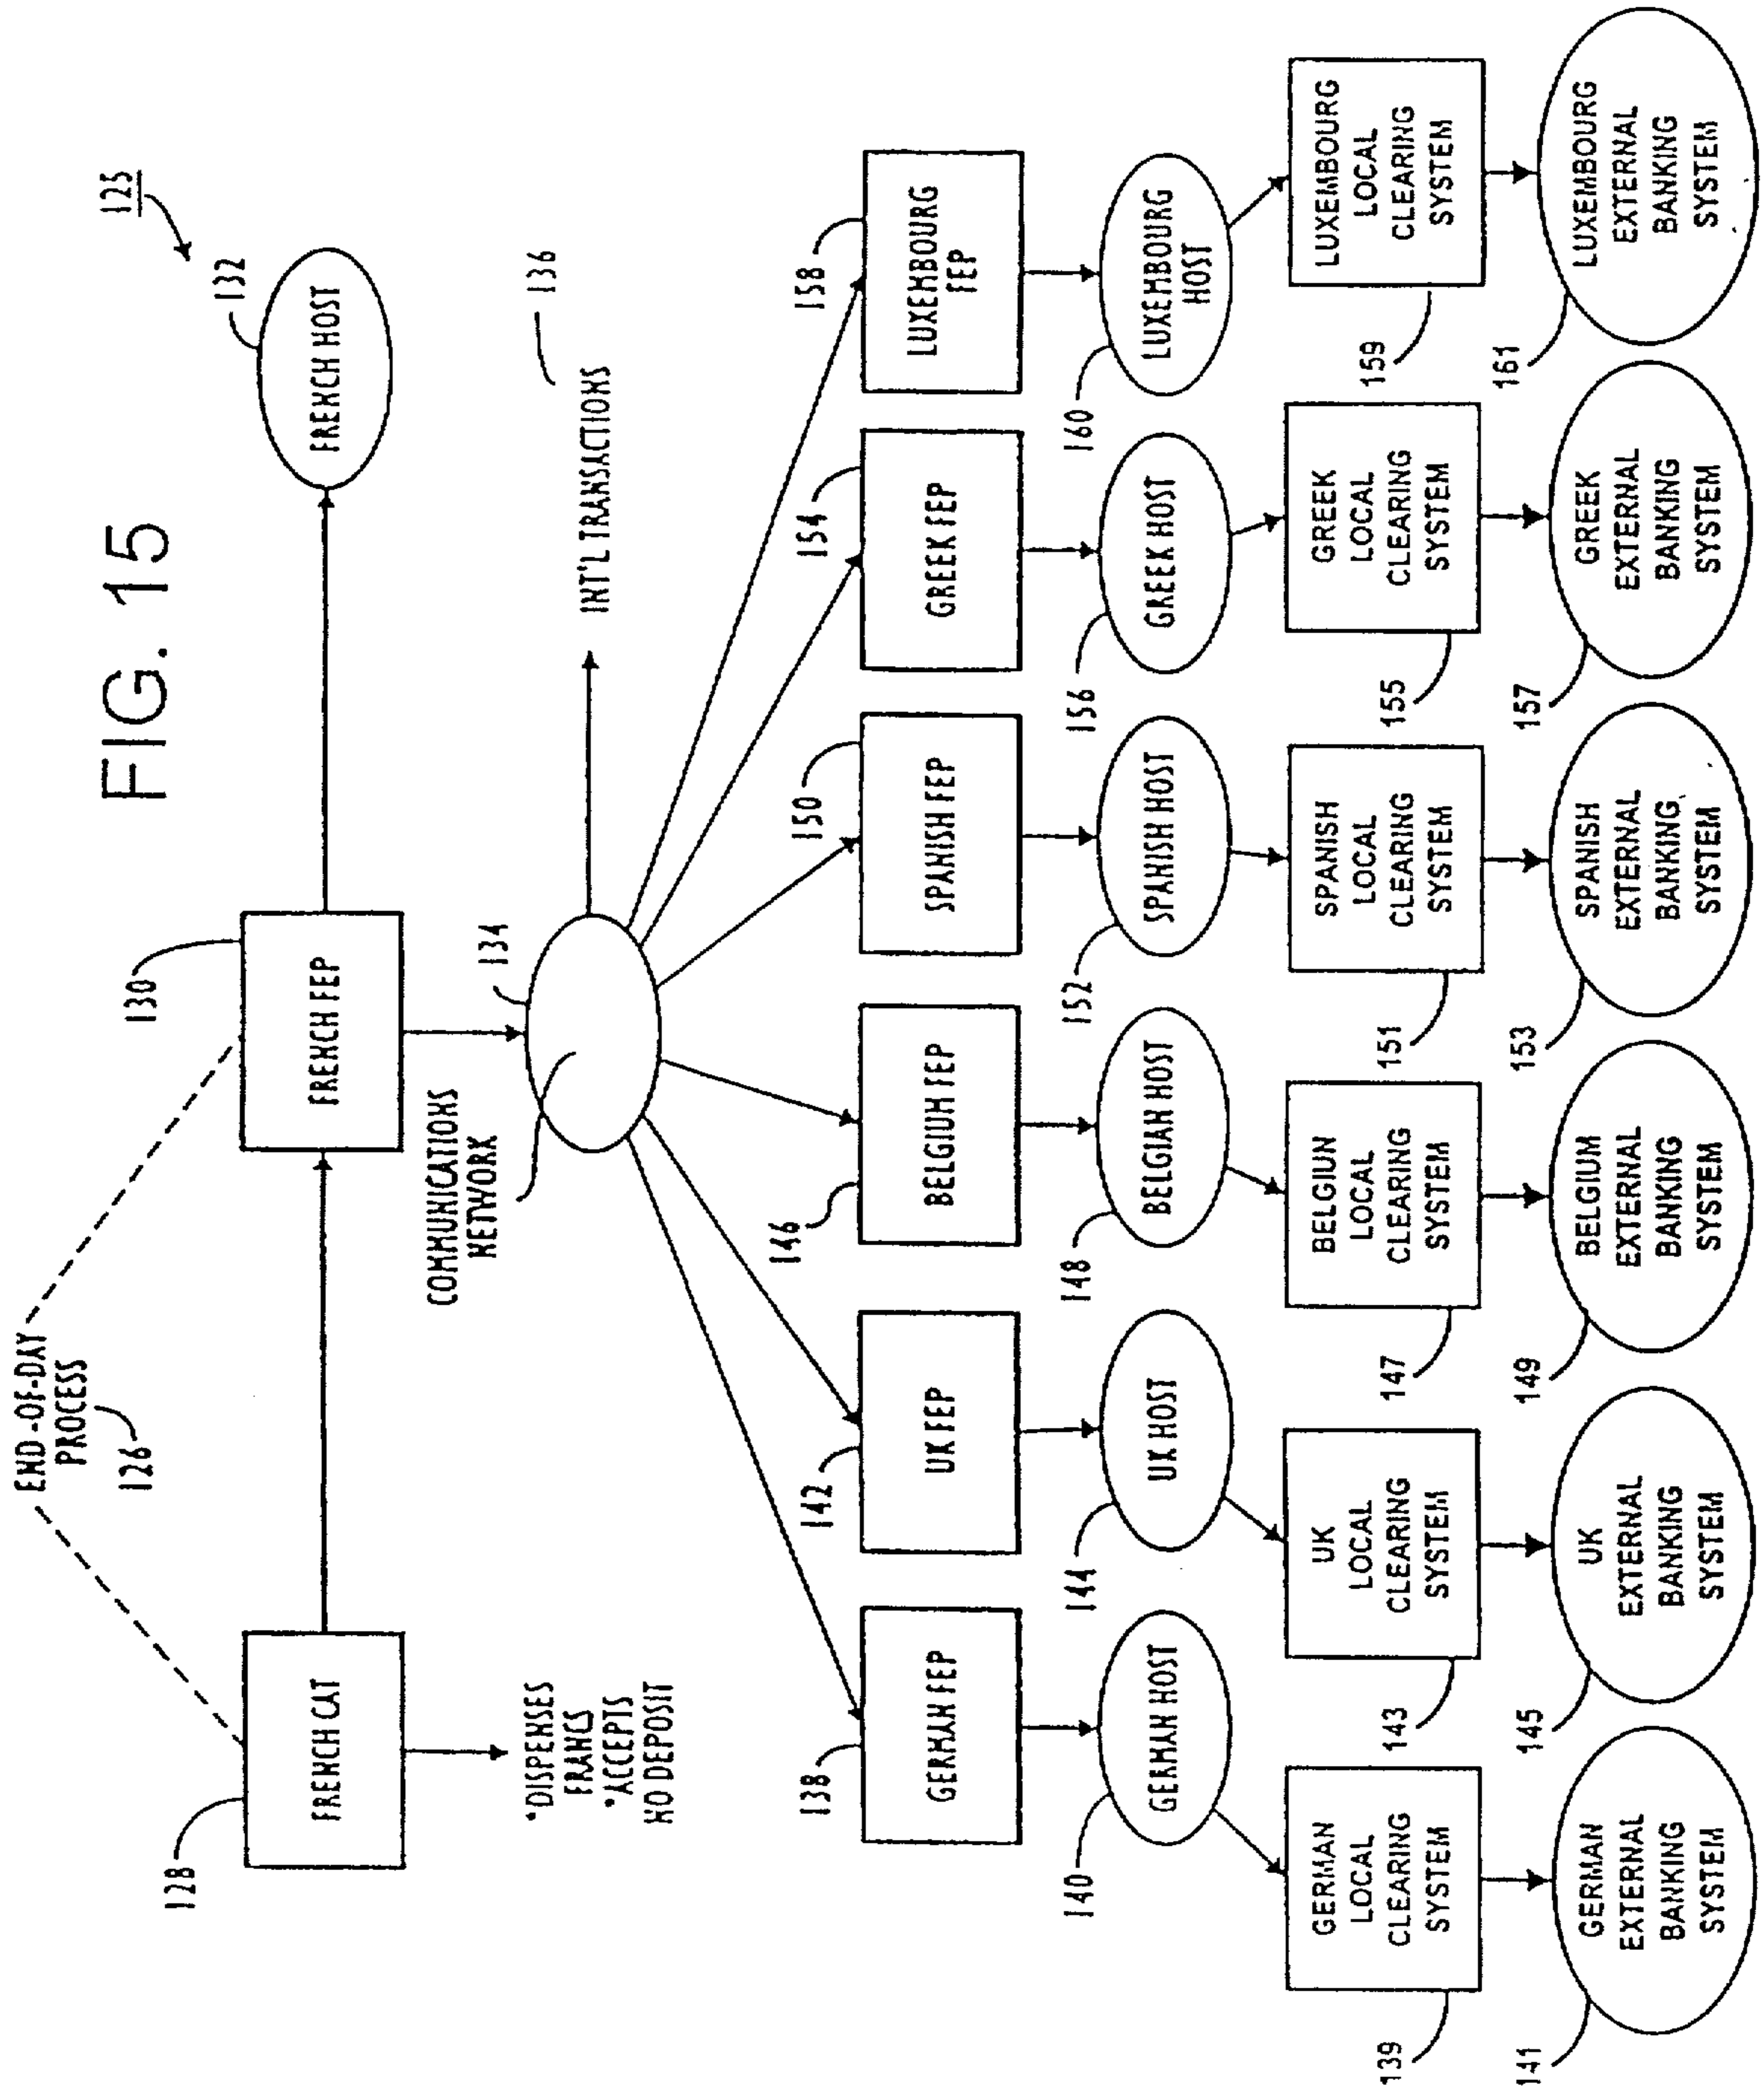 FIG. 15
125
END-OF-DAY
PROCESS
126
128
FRENCH CAT
130
FRENCH FEP
132
FRENCH HOST
*DISPENSES
FRANCS
*ACCEPTS
NO DEPOSIT
COMMUNICATIONS
NETWORK
134
INT'L TRANSACTIONS
136
138
GERMAN FEP
142
UK FEP
146
BELGIUM FEP
150
SPANISH FEP
154
GREEK FEP
158
LUXEMBOURG
FEP
140
GERMAN HOST
144
UK HOST
148
BELGIAN HOST
152
SPANISH HOST
156
GREEK HOST
160
LUXEMBOURG
HOST
GERMAN
LOCAL
CLEARING
SYSTEM
139
UK
LOCAL
CLEARING
SYSTEM
143
BELGIUN
LOCAL
CLEARING
SYSTEM
147
SPANISH
LOCAL
CLEARING
SYSTEM
151
GREEK
LOCAL
CLEARING
SYSTEM
155
LUXEMBOURG
LOCAL
CLEARING
SYSTEM
159
GERMAN
EXTERNAL
BANKING
SYSTEM
141
UK
EXTERNAL
BANKING
SYSTEM
145
BELGIUM
EXTERNAL
BANKING
SYSTEM
149
SPANISH
EXTERNAL
BANKING
SYSTEM
153
GREEK
EXTERNAL
BANKING
SYSTEM
157
LUXEMBOURG
EXTERNAL
BANKING
SYSTEM
161